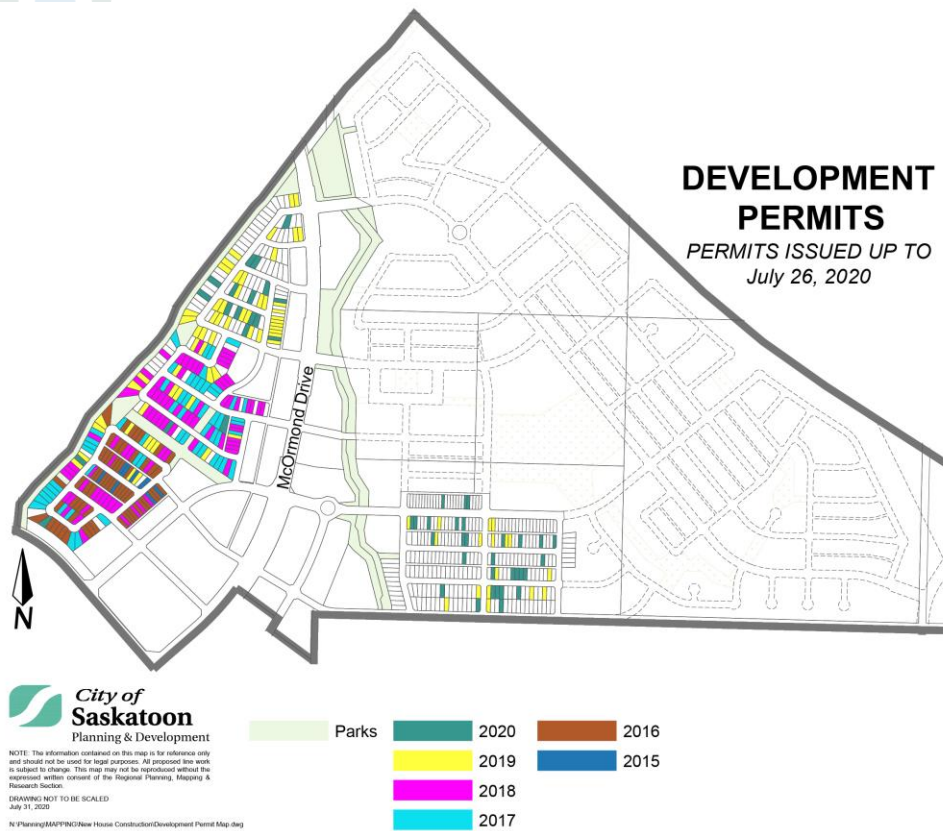 DEVELOPMENT
PERMITS
PERMITS ISSUED UP TO
July 26, 2020
McOrmond Drive
N
City of
Saskatoon
Planning & Development
NOTE: The information contained on this map is for reference only
and should not be used for legal purposes. All proposed line work
is subject to change. This map may not be reproduced without the
expressed written consent of the Regional Planning, Mapping &
Research Section.
DRAWING NOT TO BE SCALED
July 31, 2020
N:\Planning\MAPPING\New House Construction\Development Permit Map.dwg
Parks
2020
2019
2018
2017
2016
2015